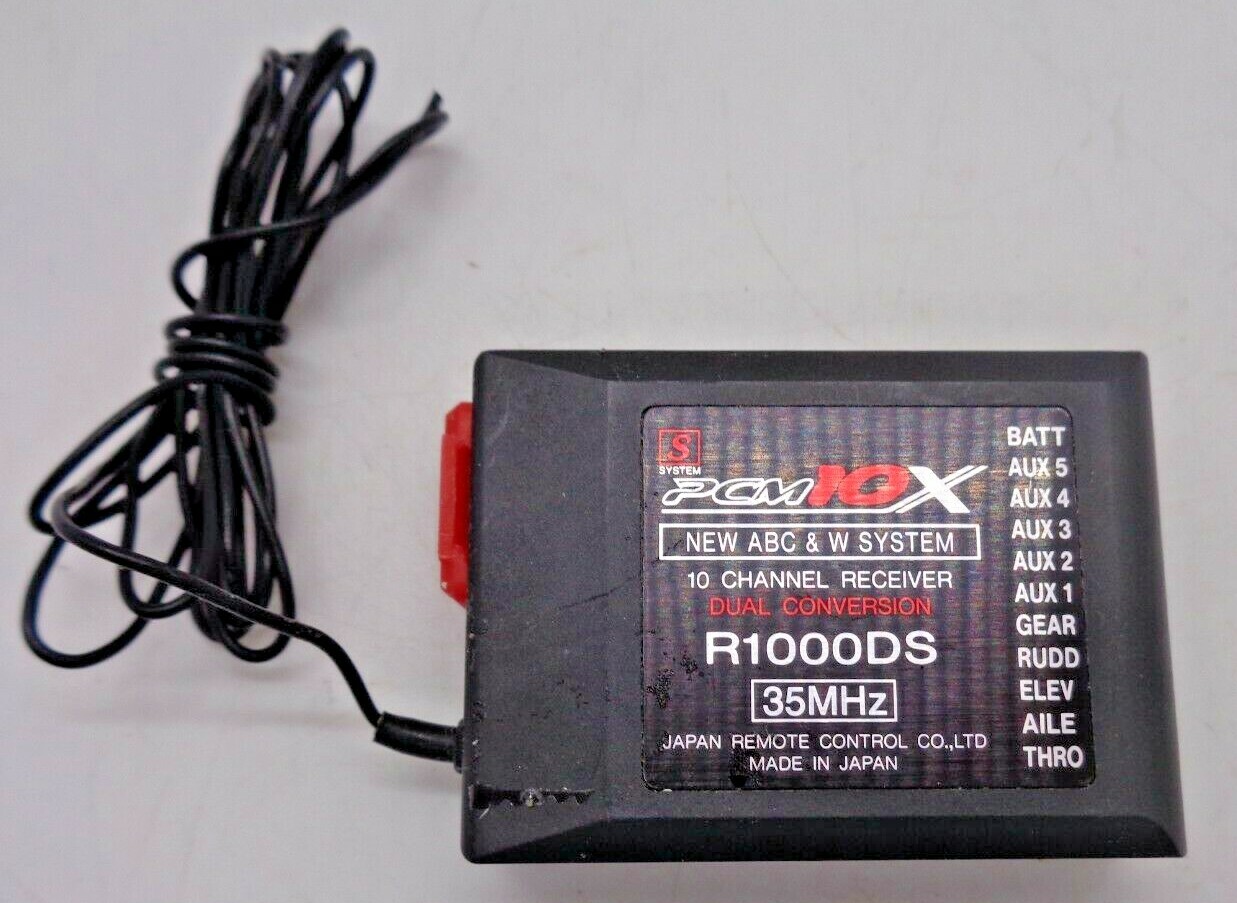 S
SYSTEM
PCM10X
NEW ABC & W SYSTEM
10 CHANNEL RECEIVER
DUAL CONVERSION
R1000DS
35MHz
JAPAN REMOTE CONTROL CO.,LTD
MADE IN JAPAN
BATT
AUX 5
AUX 4
AUX 3
AUX 2
AUX 1
GEAR
RUDD
ELEV
AILE
THRO